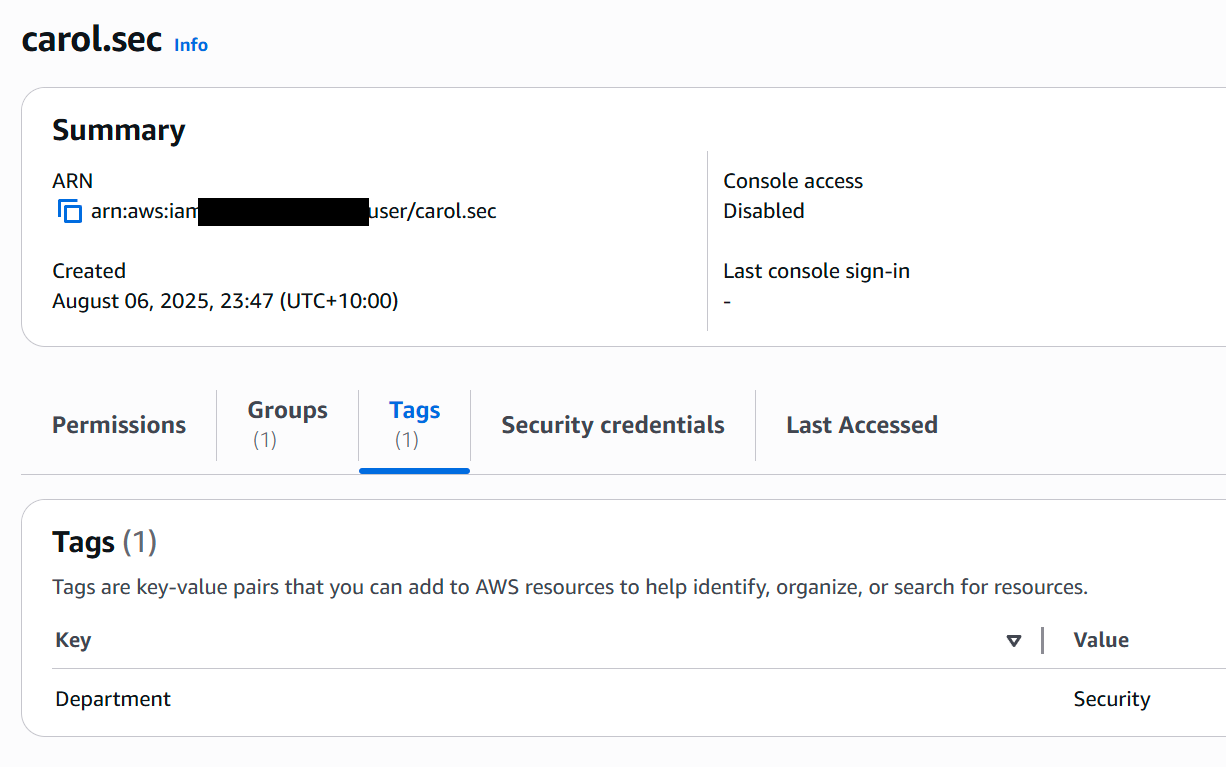 carol.sec Info
Summary
ARN
arn:aws:iam user/carol.sec
Console access
Disabled
Created
August 06, 2025, 23:47 (UTC+10:00)
Last console sign-in
-
Permissions
Groups
(1)
Tags
(1)
Security credentials
Last Accessed
Tags (1)
Tags are key-value pairs that you can add to AWS resources to help identify, organize, or search for resources.
Key
Value
Department
Security